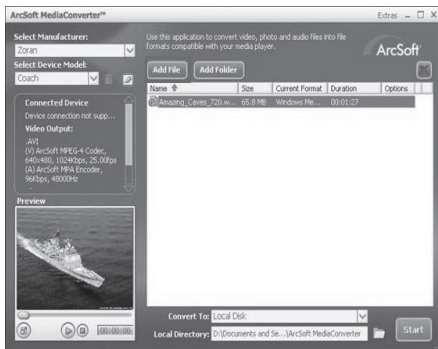 ArcSoft MediaConverter™
Extras
Select Manufacturer:
Zoran
Select Device Model:
Coach
Use this application to convert video, photo and audio files into file
formats compatible with your media player.
ArcSoft
Add File
Add Folder
Name Size Current Format Duration Options
Amazing_Caves_720.w... 65.8 MB Windows Me... 00:01:27
Connected Device
Device connection not supp...
Video Output:
.AVI
(V) ArcSoft MPEG-4 Codec,
640x480, 1024Kbps, 25.00fps
(A) ArcSoft MPA Encoder,
96Kbps, 48000Hz
Preview
00:00:00
Convert To: Local Disk
Local Directory: D:\Documents and Se...\ArcSoft MediaConverter
Start